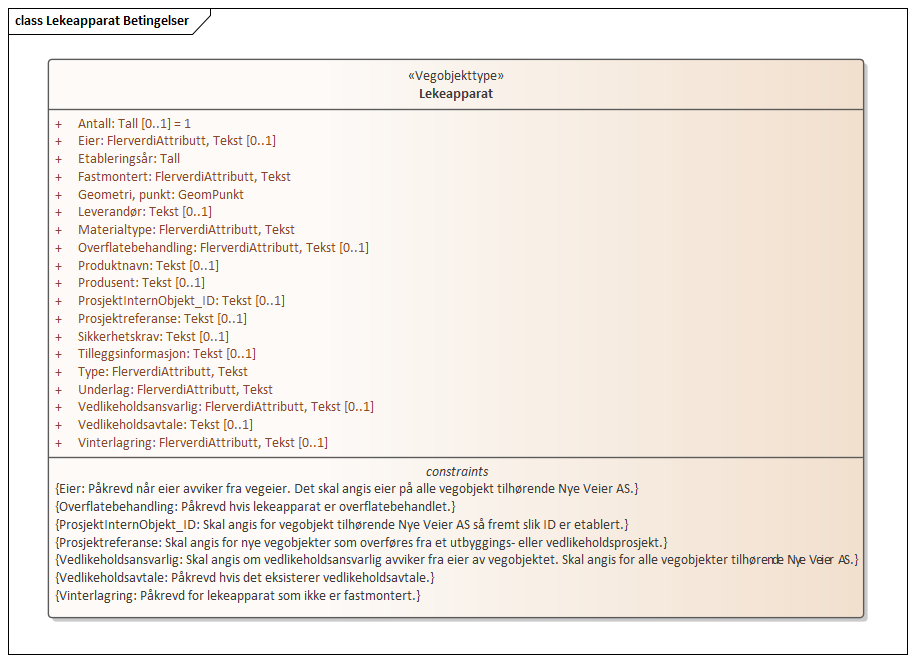 class Lekeapparat Betingelser
«Vegobjekttype»
Lekeapparat
+ Antall: Tall [0..1] = 1
+ Eier: FlerverdiAttributt, Tekst [0..1]
+ Etableringsår: Tall
+ Fastmontert: FlerverdiAttributt, Tekst
+ Geometri, punkt: GeomPunkt
+ Leverandør: Tekst [0..1]
+ Materialtype: FlerverdiAttributt, Tekst
+ Overflatebehandling: FlerverdiAttributt, Tekst [0..1]
+ Produktnavn: Tekst [0..1]
+ Produsent: Tekst [0..1]
+ ProsjektInternObjekt_ID: Tekst [0..1]
+ Prosjektreferanse: Tekst [0..1]
+ Sikkerhetskrav: Tekst [0..1]
+ Tilleggsinformasjon: Tekst [0..1]
+ Type: FlerverdiAttributt, Tekst
+ Underlag: FlerverdiAttributt, Tekst
+ Vedlikeholdsansvarlig: FlerverdiAttributt, Tekst [0..1]
+ Vedlikeholdsavtale: Tekst [0..1]
+ Vinterlagring: FlerverdiAttributt, Tekst [0..1]
constraints
{Eier: Påkrevd når eier avviker fra vegeier. Det skal angis eier på alle vegobjekt tilhørende Nye Veier AS.}
{Overflatebehandling: Påkrevd hvis lekeapparat er overflatebehandlet.}
{ProsjektInternObjekt_ID: Skal angis for vegobjekt tilhørende Nye Veier AS så fremt slik ID er etablert.}
{Prosjektreferanse: Skal angis for nye vegobjekter som overføres fra et utbyggings- eller vedlikeholdsprosjekt.}
{Vedlikeholdsansvarlig: Skal angis om vedlikeholdsansvarlig avviker fra eier av vegobjektet. Skal angis for alle vegobjekter tilhørende Nye Veier AS.}
{Vedlikeholdsavtale: Påkrevd hvis det eksisterer vedlikeholdsavtale.}
{Vinterlagring: Påkrevd for lekeapparat som ikke er fastmontert.}